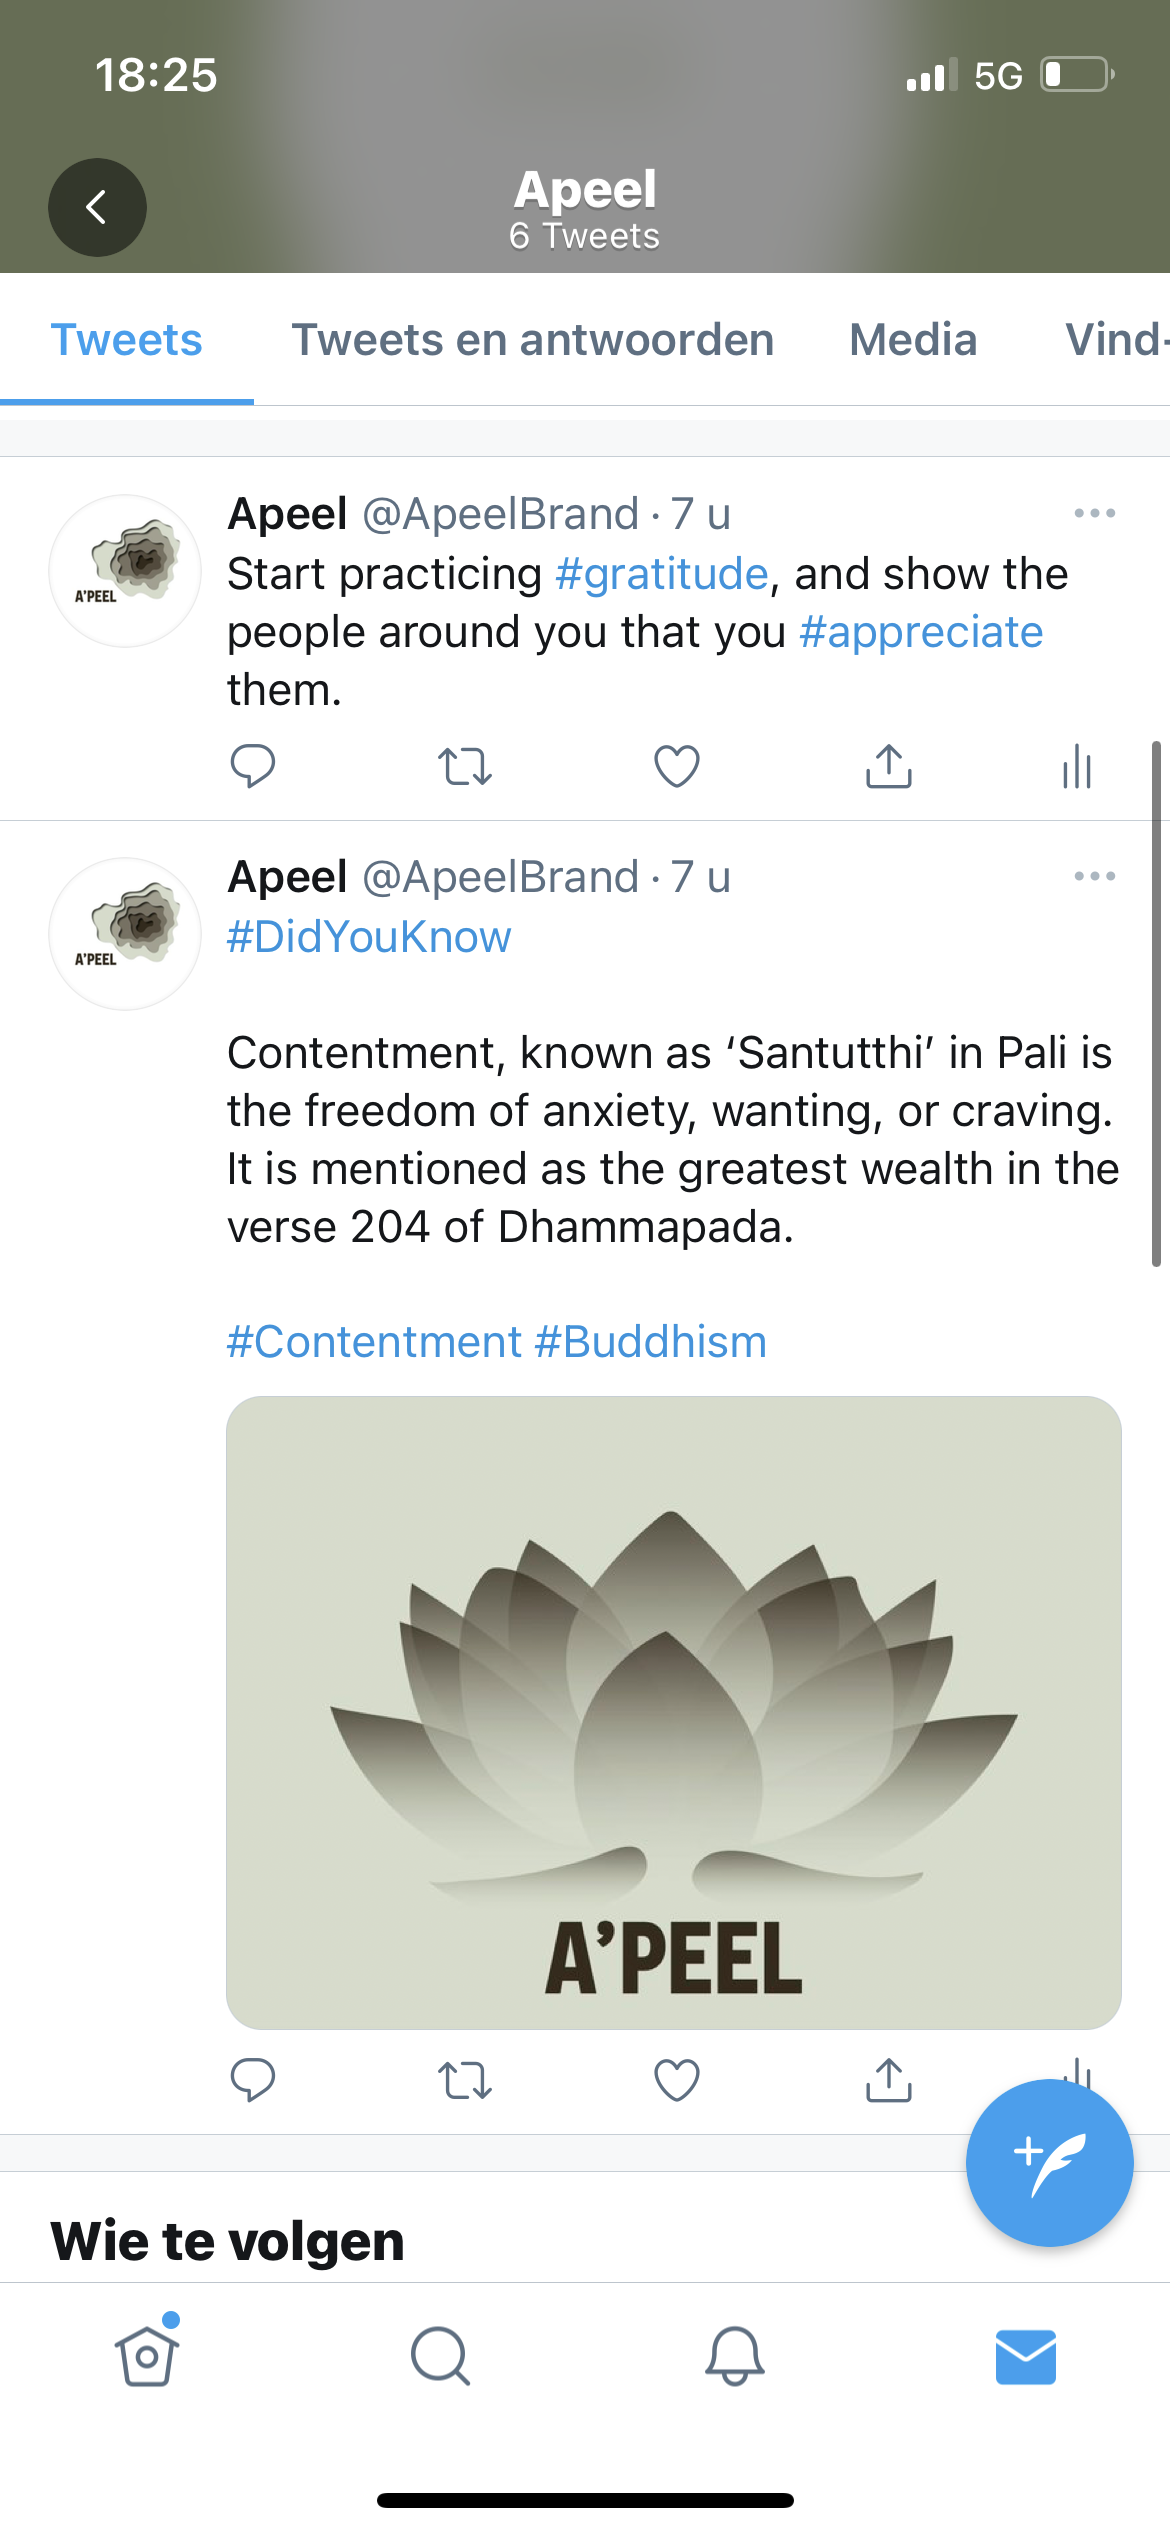 18:25
5G
Apeel
6 Tweets
Tweets
Tweets en antwoorden
Media
Vind-
Apeel @ApeelBrand · 7 u
Start practicing #gratitude, and show the
people around you that you #appreciate
them.
A'PEEL
Apeel @ApeelBrand · 7 u
#DidYouKnow
A'PEEL
Contentment, known as ‘Santutthi’ in Pali is
the freedom of anxiety, wanting, or craving.
It is mentioned as the greatest wealth in the
verse 204 of Dhammapada.
#Contentment #Buddhism
A’PEEL
Wie te volgen